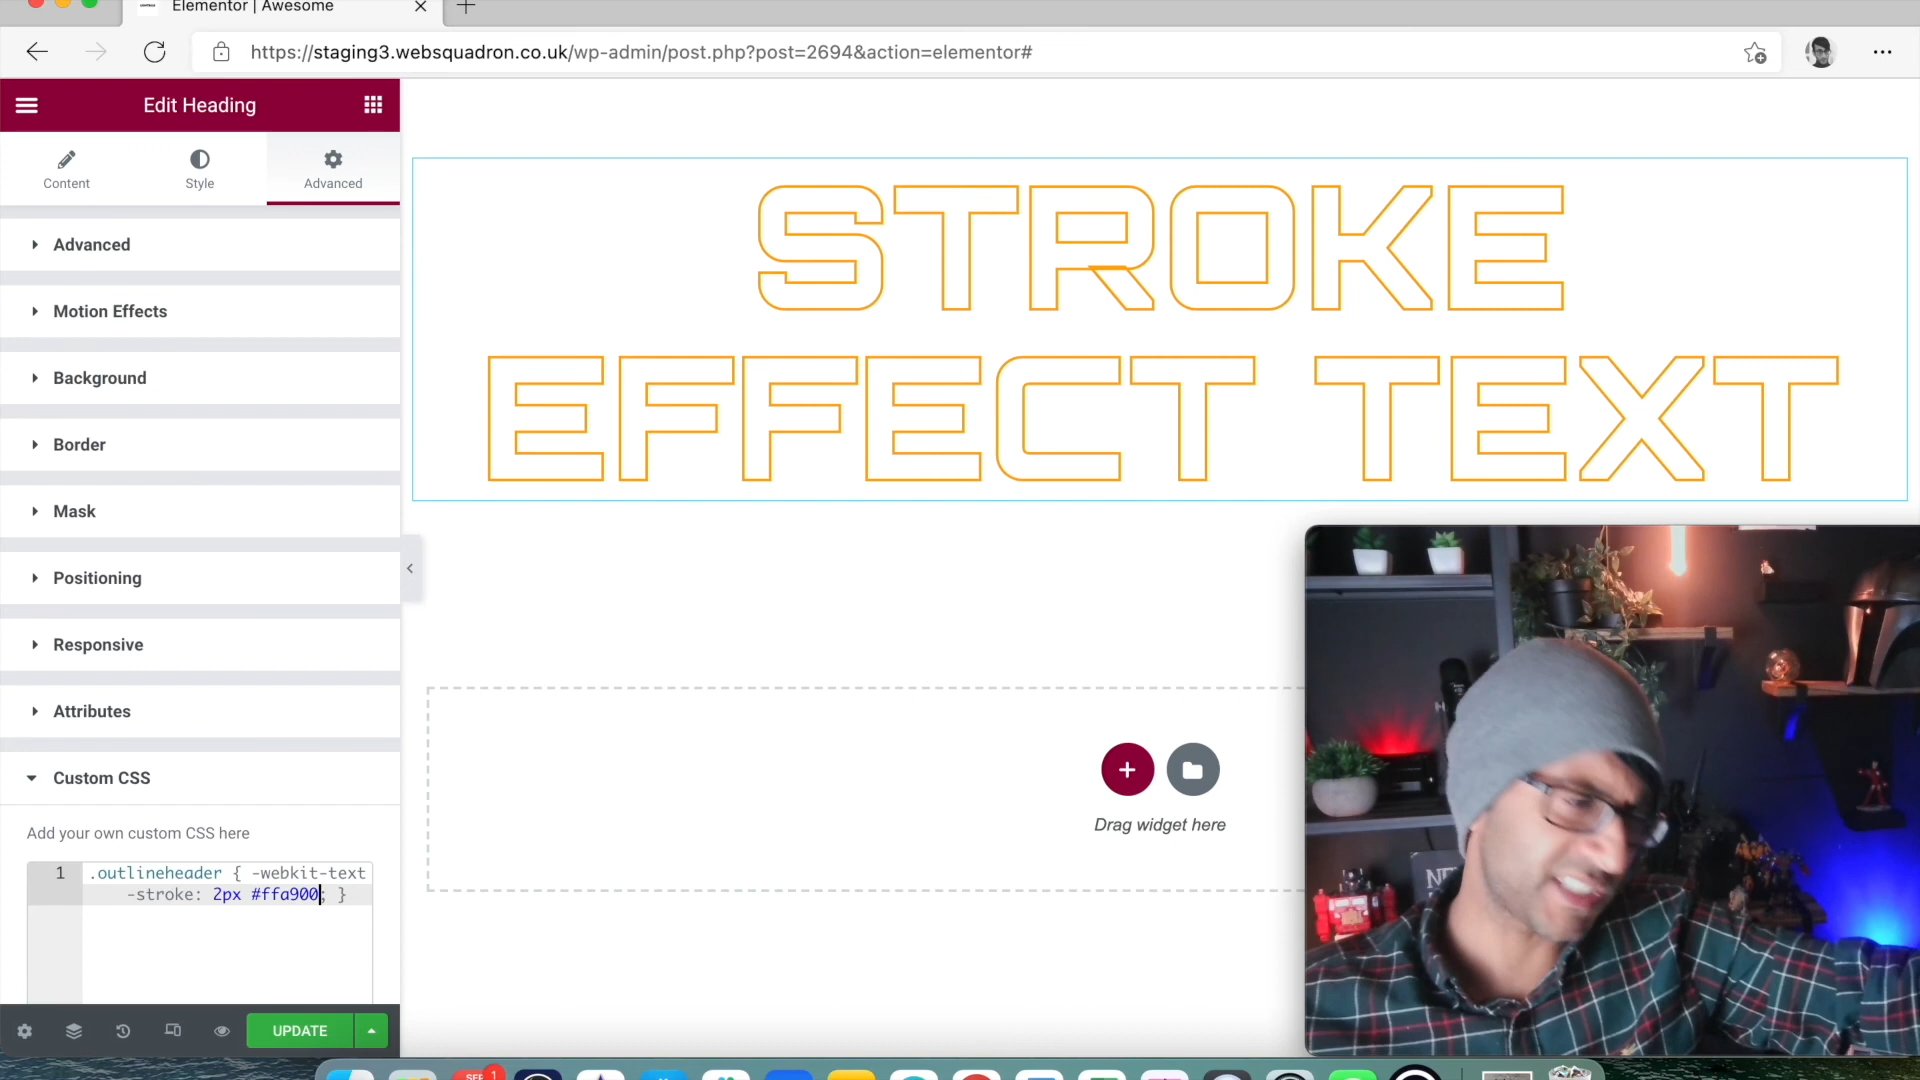 Elementor | Awesome
https://staging3.websquadron.co.uk/wp-admin/post.php?post=2694&action=elementor#
Edit Heading
Content
Style
Advanced
Advanced
Motion Effects
Background
Border
Mask
Positioning
Responsive
Attributes
Custom CSS
Add your own custom CSS here
1 .outlineheader { -webkit-text
-stroke: 2px #ffa900; }
UPDATE
STROKE
EFFECT TEXT
Drag widget here
SEP
1